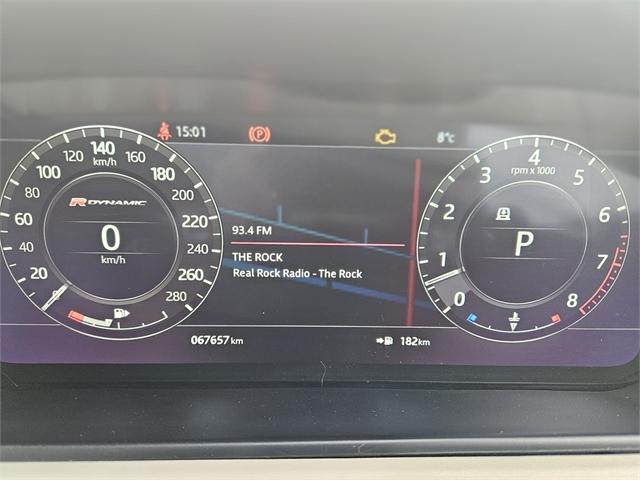 15:01
8°c
0
20
40
60
80
100
120
140
160
180
200
220
240
260
280
km/h
R DYNAMIC
0
km/h
93.4 FM
THE ROCK
Real Rock Radio - The Rock
0
1
2
3
4
5
6
7
8
rpm x 1000
P
067657 km
182km